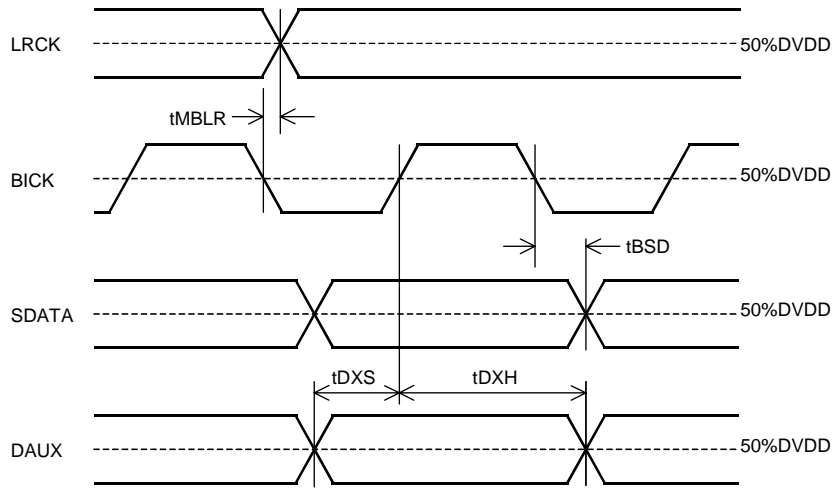 LRCK 50%DVDD
tMBLR
BICK 50%DVDD
tBSD
SDATA 50%DVDD
tDXS tDXH
DAUX 50%DVDD